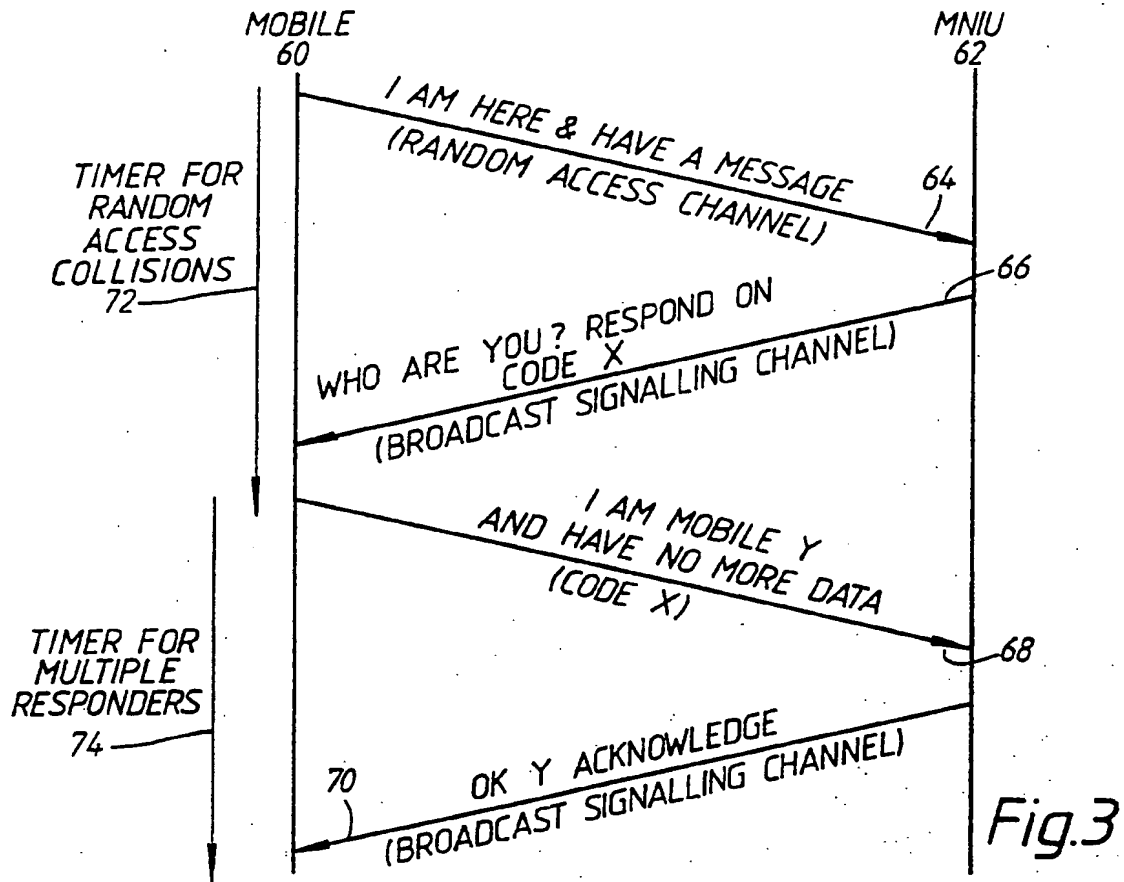 MOBILE
60
MNIU
62
I AM HERE & HAVE A MESSAGE
(RANDOM ACCESS CHANNEL)
64
TIMER FOR
RANDOM
ACCESS
COLLISIONS
72
66
WHO ARE YOU? RESPOND ON
CODE X
(BROADCAST SIGNALLING CHANNEL)
I AM MOBILE Y
AND HAVE NO MORE DATA
(CODE X)
68
TIMER FOR
MULTIPLE
RESPONDERS
74
70
OK Y ACKNOWLEDGE
(BROADCAST SIGNALLING CHANNEL)
Fig.3